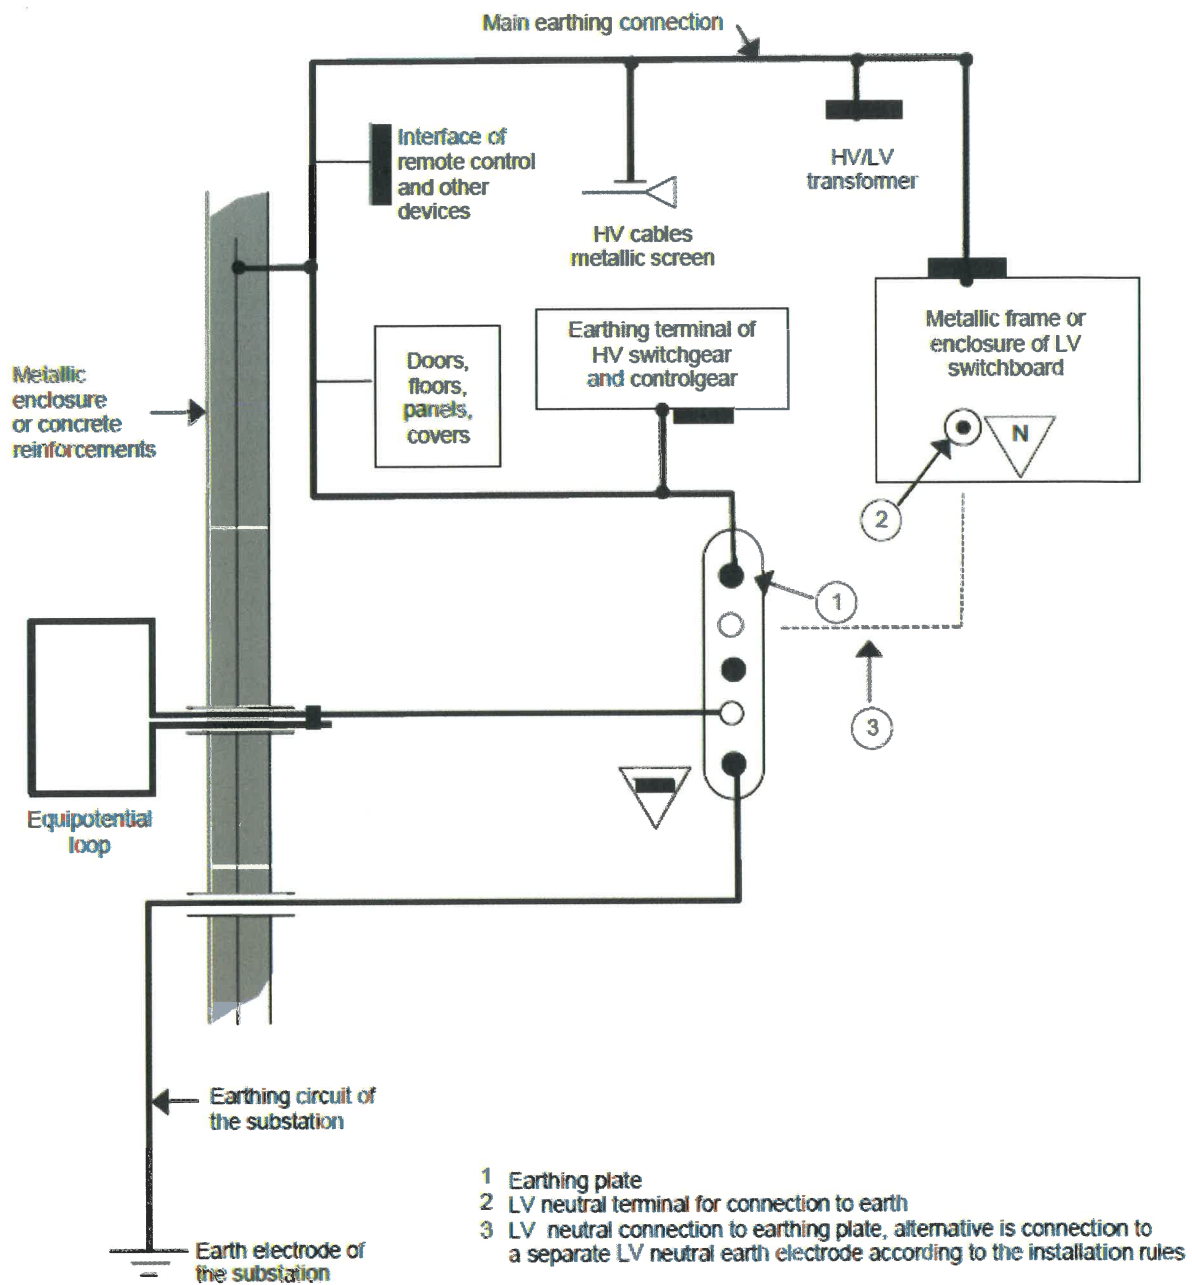 Main earthing connection
Interface of
remote control
and other
devices
HV cables
metallic screen
HV/LV
transformer
Metallic
enclosure
or concrete
reinforcements
Doors,
floors,
panels,
covers
Earthing terminal of
HV switchgear
and controlgear
Metallic frame or
enclosure of LV
switchboard
N
2
1
3
Equipotential
loop
Earthing circuit of
the substation
Earth electrode of
the substation
1 Earthing plate
2 LV neutral terminal for connection to earth
3 LV neutral connection to earthing plate, alternative is connection to
a separate LV neutral earth electrode according to the installation rules